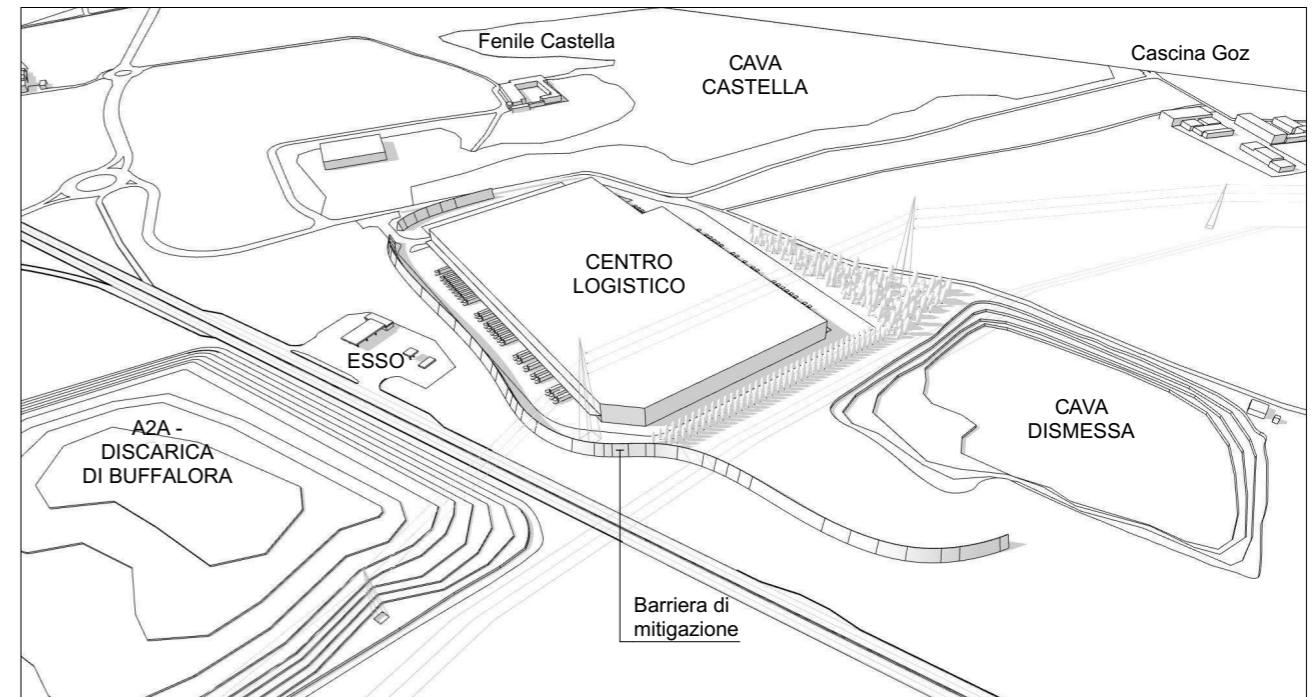 Fenile Castella
CAVA
CASTELLA
Cascina Goz
CENTRO
LOGISTICO
ESSO
A2A -
DISCARICA
DI BUFFALORA
CAVA
DISMESSA
Barriera di
mitigazione